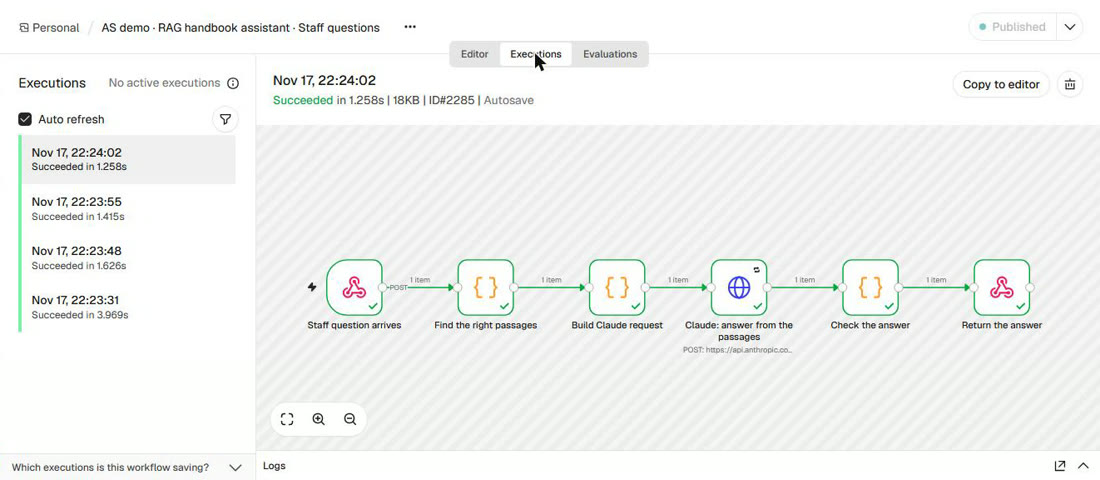 Personal / AS demo · RAG handbook assistant · Staff questions ···
Published
Editor Executions Evaluations
Executions No active executions
Auto refresh
Nov 17, 22:24:02
Succeeded in 1.258s
Nov 17, 22:23:55
Succeeded in 1.415s
Nov 17, 22:23:48
Succeeded in 1.626s
Nov 17, 22:23:31
Succeeded in 3.969s
Which executions is this workflow saving?
Nov 17, 22:24:02
Succeeded in 1.258s | 18KB | ID#2285 | Autosave
Copy to editor
POST 1 item 1 item 1 item 1 item 1 item
Staff question arrives
Find the right passages
Build Claude request
Claude: answer from the
passages
POST: https://api.anthropic.co...
Check the answer
Return the answer
Logs